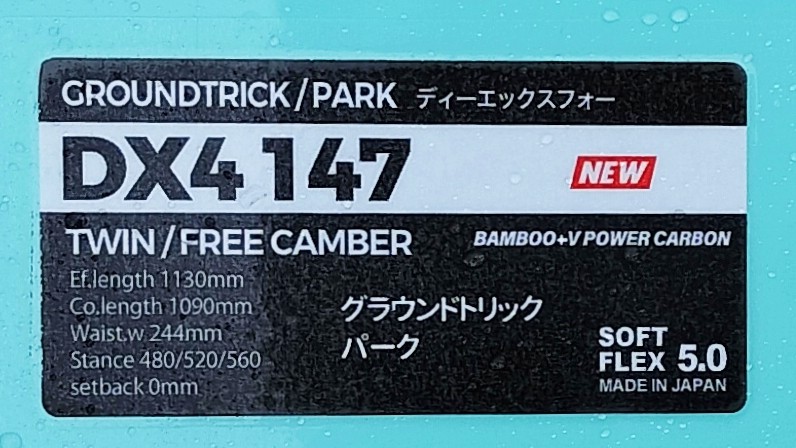 GROUNDTRICK/PARK ディーエックスフォー
DX4 147 NEW
TWIN/FREE CAMBER BAMBOO+V POWER CARBON
Ef.length 1130mm
Co.length 1090mm
Waist.w 244mm
Stance 480/520/560
setback 0mm
グラウンドトリック
パーク
SOFT
FLEX 5.0
MADE IN JAPAN